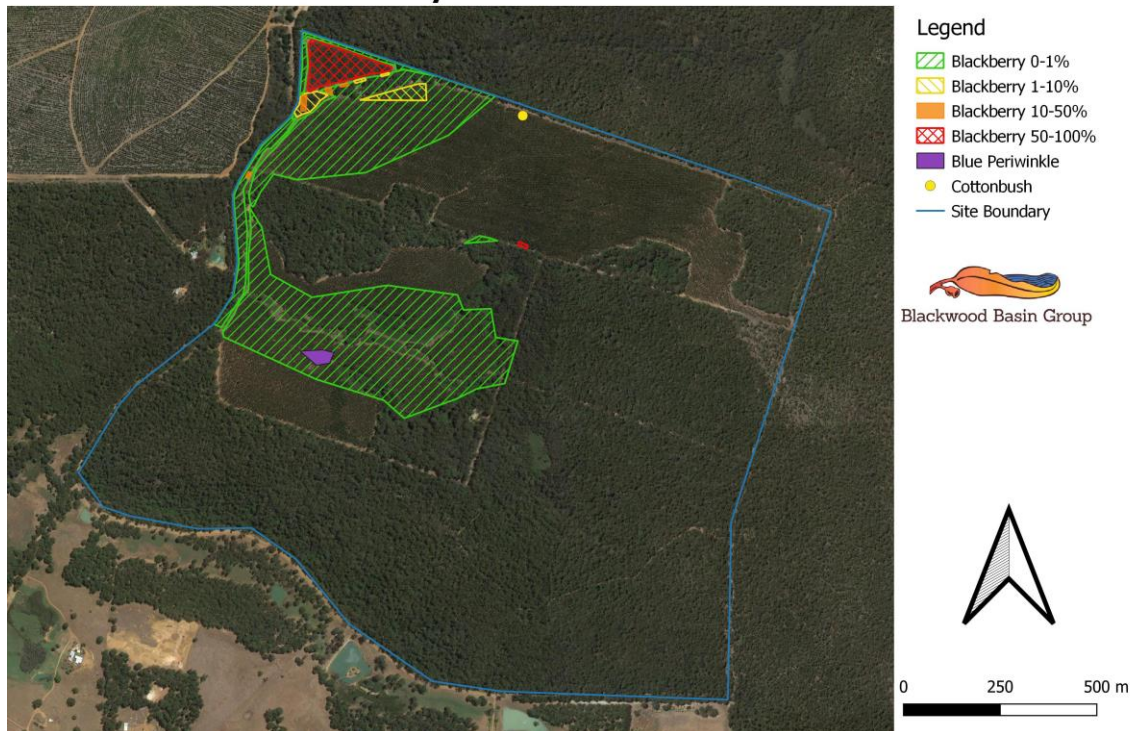 Legend
Blackberry 0-1%
Blackberry 1-10%
Blackberry 10-50%
Blackberry 50-100%
Blue Periwinkle
Cottonbush
Site Boundary
Blackwood Basin Group
0 250 500 m